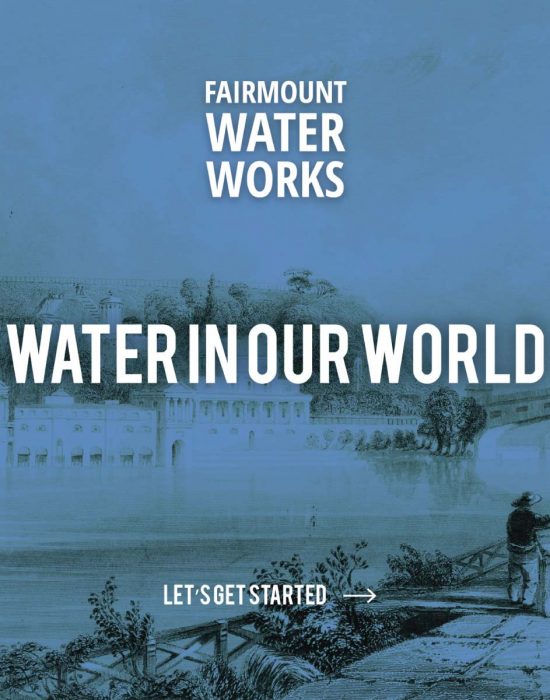 FAIRMOUNT
WATER
WORKS
WATER IN OUR WORLD
LET'S GET STARTED